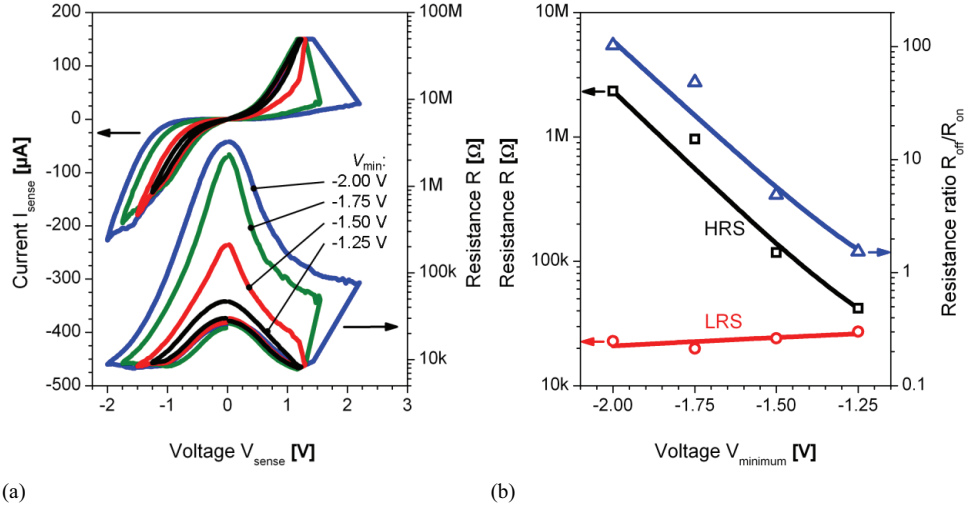 200
100
0
-100
-200
-300
-400
-500
Current I_sense [µA]
-2
-1
0
1
2
3
Voltage V_sense [V]
100M
10M
1M
100k
10k
Resistance R [Ω]
V_min:
-2.00 V
-1.75 V
-1.50 V
-1.25 V
(a)
10M
1M
100k
10k
Resistance R [Ω]
HRS
LRS
-2.00
-1.75
-1.50
-1.25
Voltage V_minimum [V]
100
10
1
0.1
Resistance ratio R_off/R_on
(b)